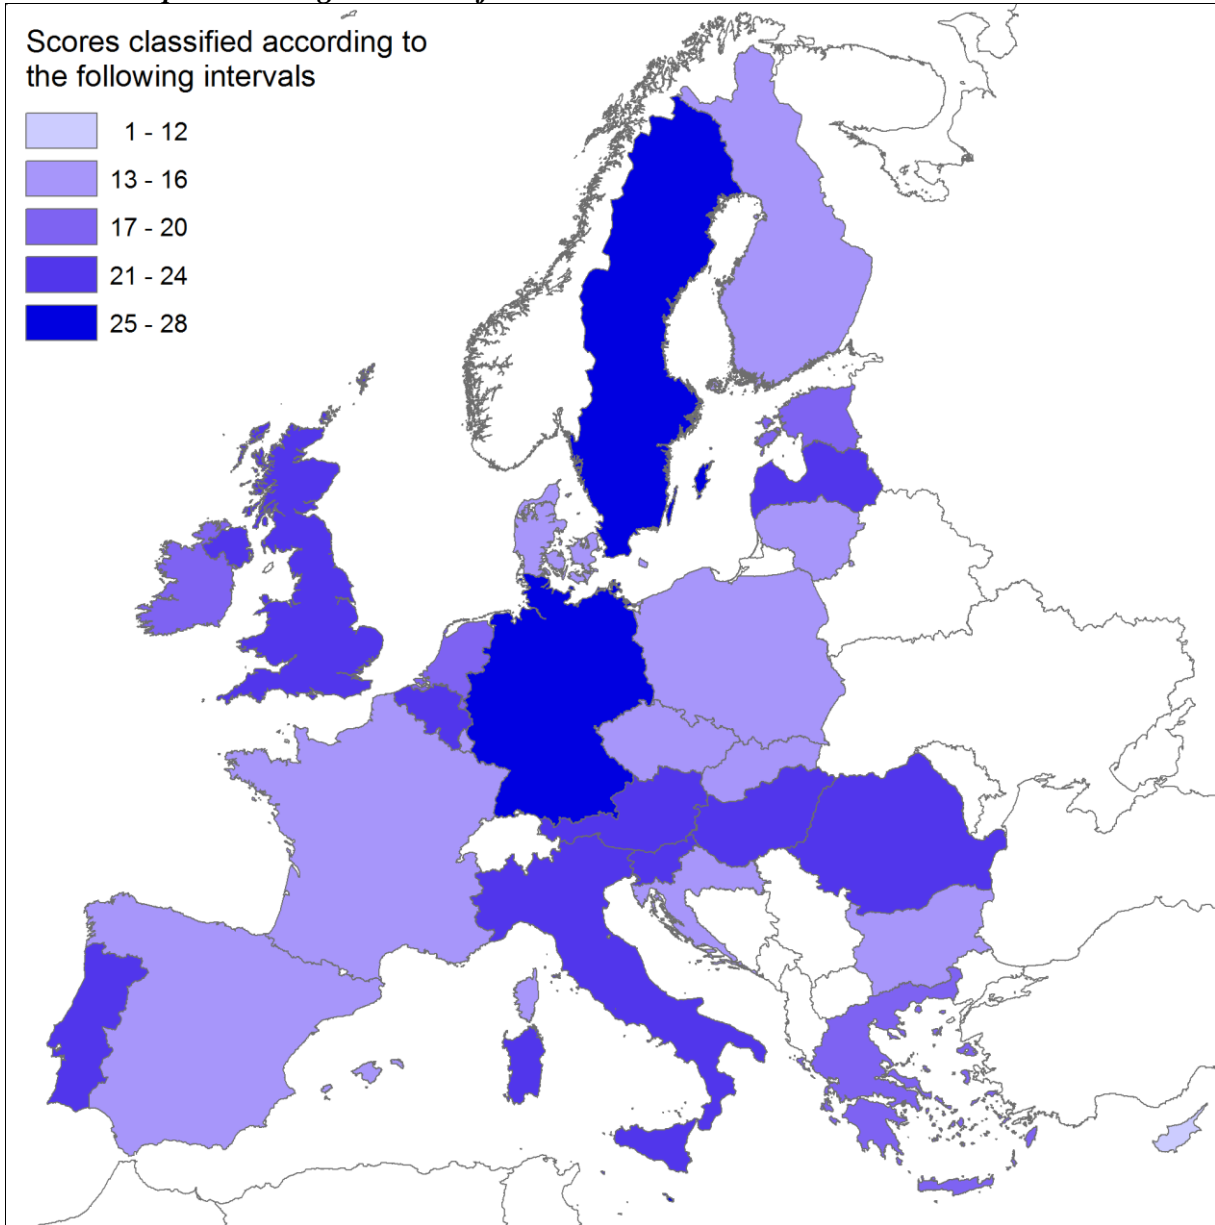 Scores classified according to
the following intervals
1 - 12
13 - 16
17 - 20
21 - 24
25 - 28